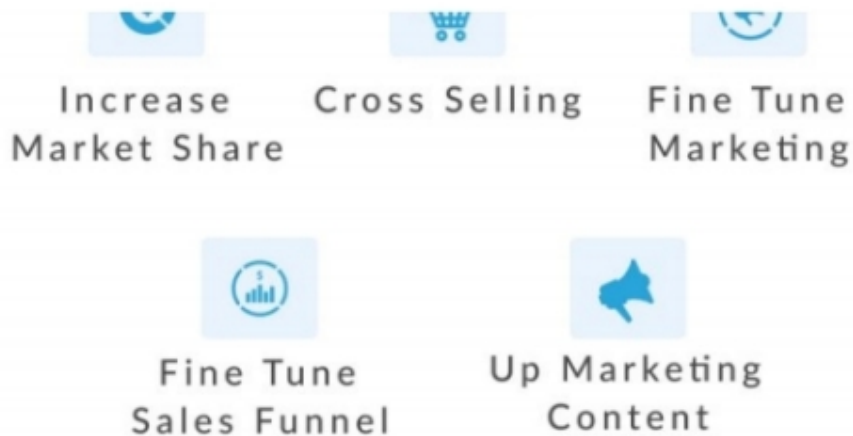 Increase
Market Share
Cross Selling
Fine Tune
Marketing
$
Fine Tune
Sales Funnel
Up Marketing
Content